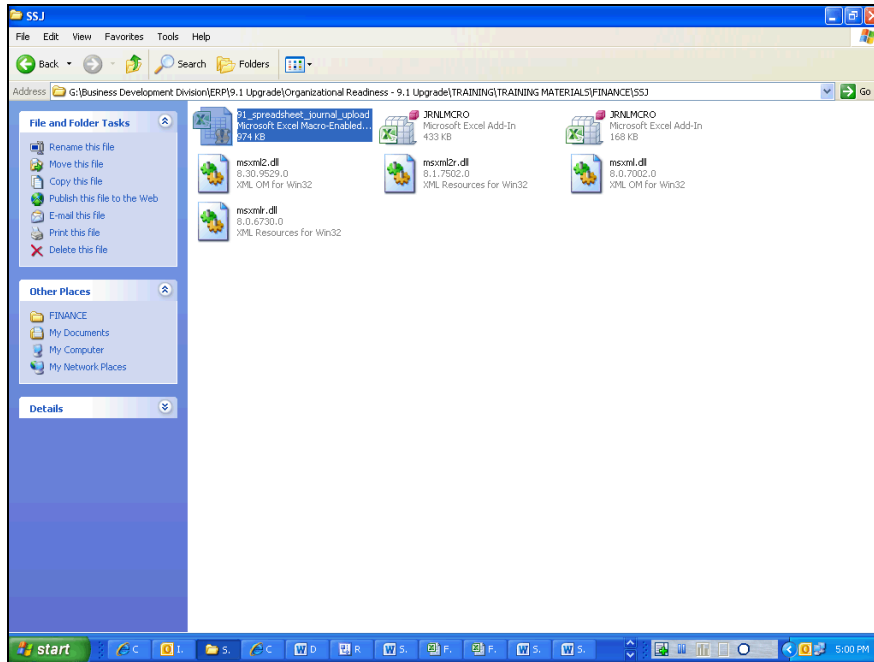 SSJ
File Edit View Favorites Tools Help
Back Search Folders
Address G:\Business Development Division\ERP\9.1 Upgrade\Organizational Readiness - 9.1 Upgrade\TRAINING\TRAINING MATERIALS\FINANCE\SSJ Go
File and Folder Tasks
Rename this file
Move this file
Copy this file
Publish this file to the Web
E-mail this file
Print this file
Delete this file
Other Places
FINANCE
My Documents
My Computer
My Network Places
Details
91_spreadsheet_journal_upload
Microsoft Excel Macro-Enabled...
974 KB
JRNLMCRO
Microsoft Excel Add-In
433 KB
JRNLMCRO
Microsoft Excel Add-In
168 KB
msxml2.dll
8.30.9529.0
XML OM for Win32
msxml2r.dll
8.1.7502.0
XML Resources for Win32
msxml.dll
8.0.7002.0
XML OM for Win32
msxmlr.dll
8.0.6730.0
XML Resources for Win32
start C I. S. C D R S. F. F. S. S. 5:00 PM